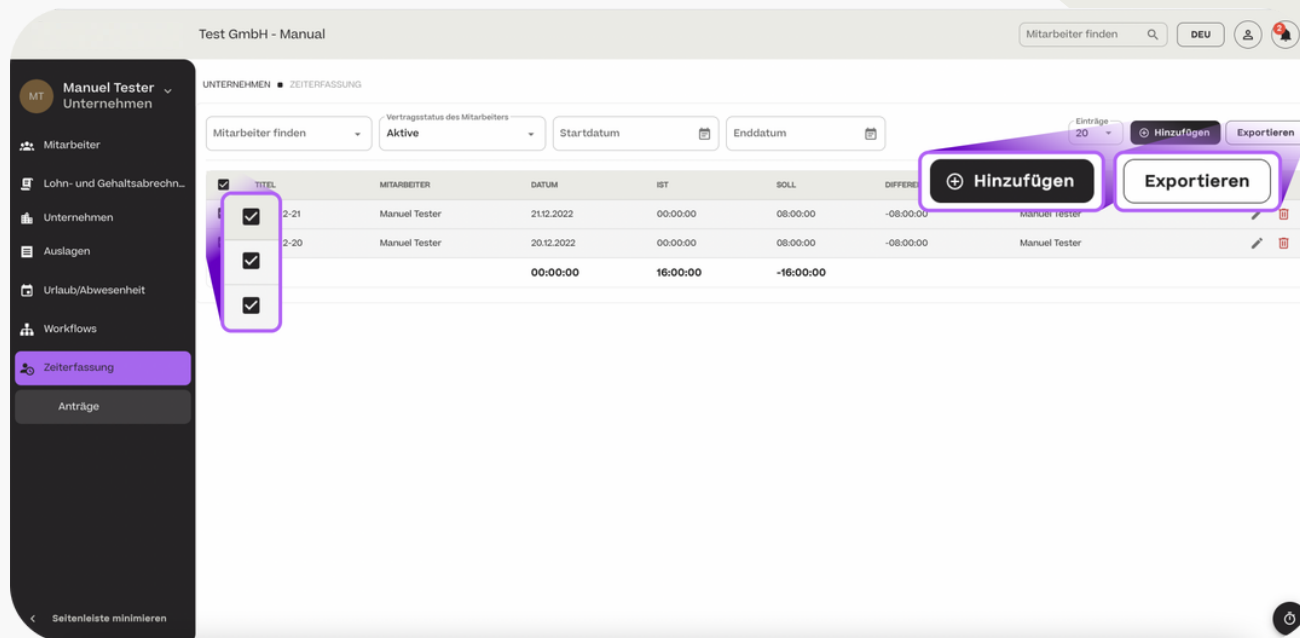 Test GmbH - Manual
Mitarbeiter finden
DEU
2
MT
Manuel Tester
Unternehmen
UNTERNEHMEN ZEITERFASSUNG
Mitarbeiter finden
Vertragsstatus des Mitarbeiters
Aktive
Startdatum
Enddatum
Einträge
20
Hinzufügen
Exportieren
Hinzufügen
Exportieren
TITEL MITARBEITER DATUM IST SOLL
2-21 Manuel Tester 21.12.2022 00:00:00 08:00:00 -08:00:00 Manuel Tester
2-20 Manuel Tester 20.12.2022 00:00:00 08:00:00 -08:00:00 Manuel Tester
00:00:00 16:00:00 -16:00:00
Mitarbeiter
Lohn- und Gehaltsabrechn...
Unternehmen
Auslagen
Urlaub/Abwesenheit
Workflows
Zeiterfassung
Anträge
Seitenleiste minimieren